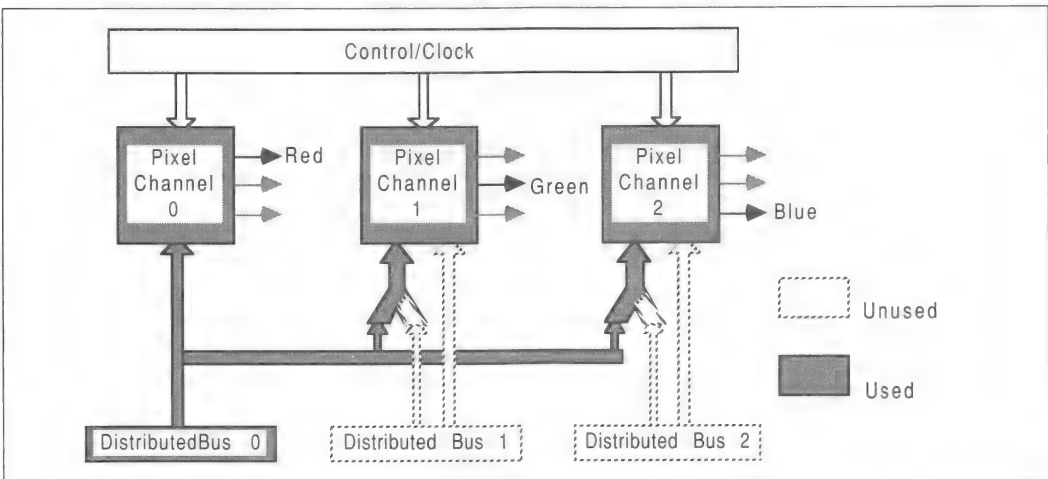 Control/Clock
Pixel
Channel
0
Red
Pixel
Channel
1
Green
Pixel
Channel
2
Blue
Unused
Used
DistributedBus 0
Distributed Bus 1
Distributed Bus 2